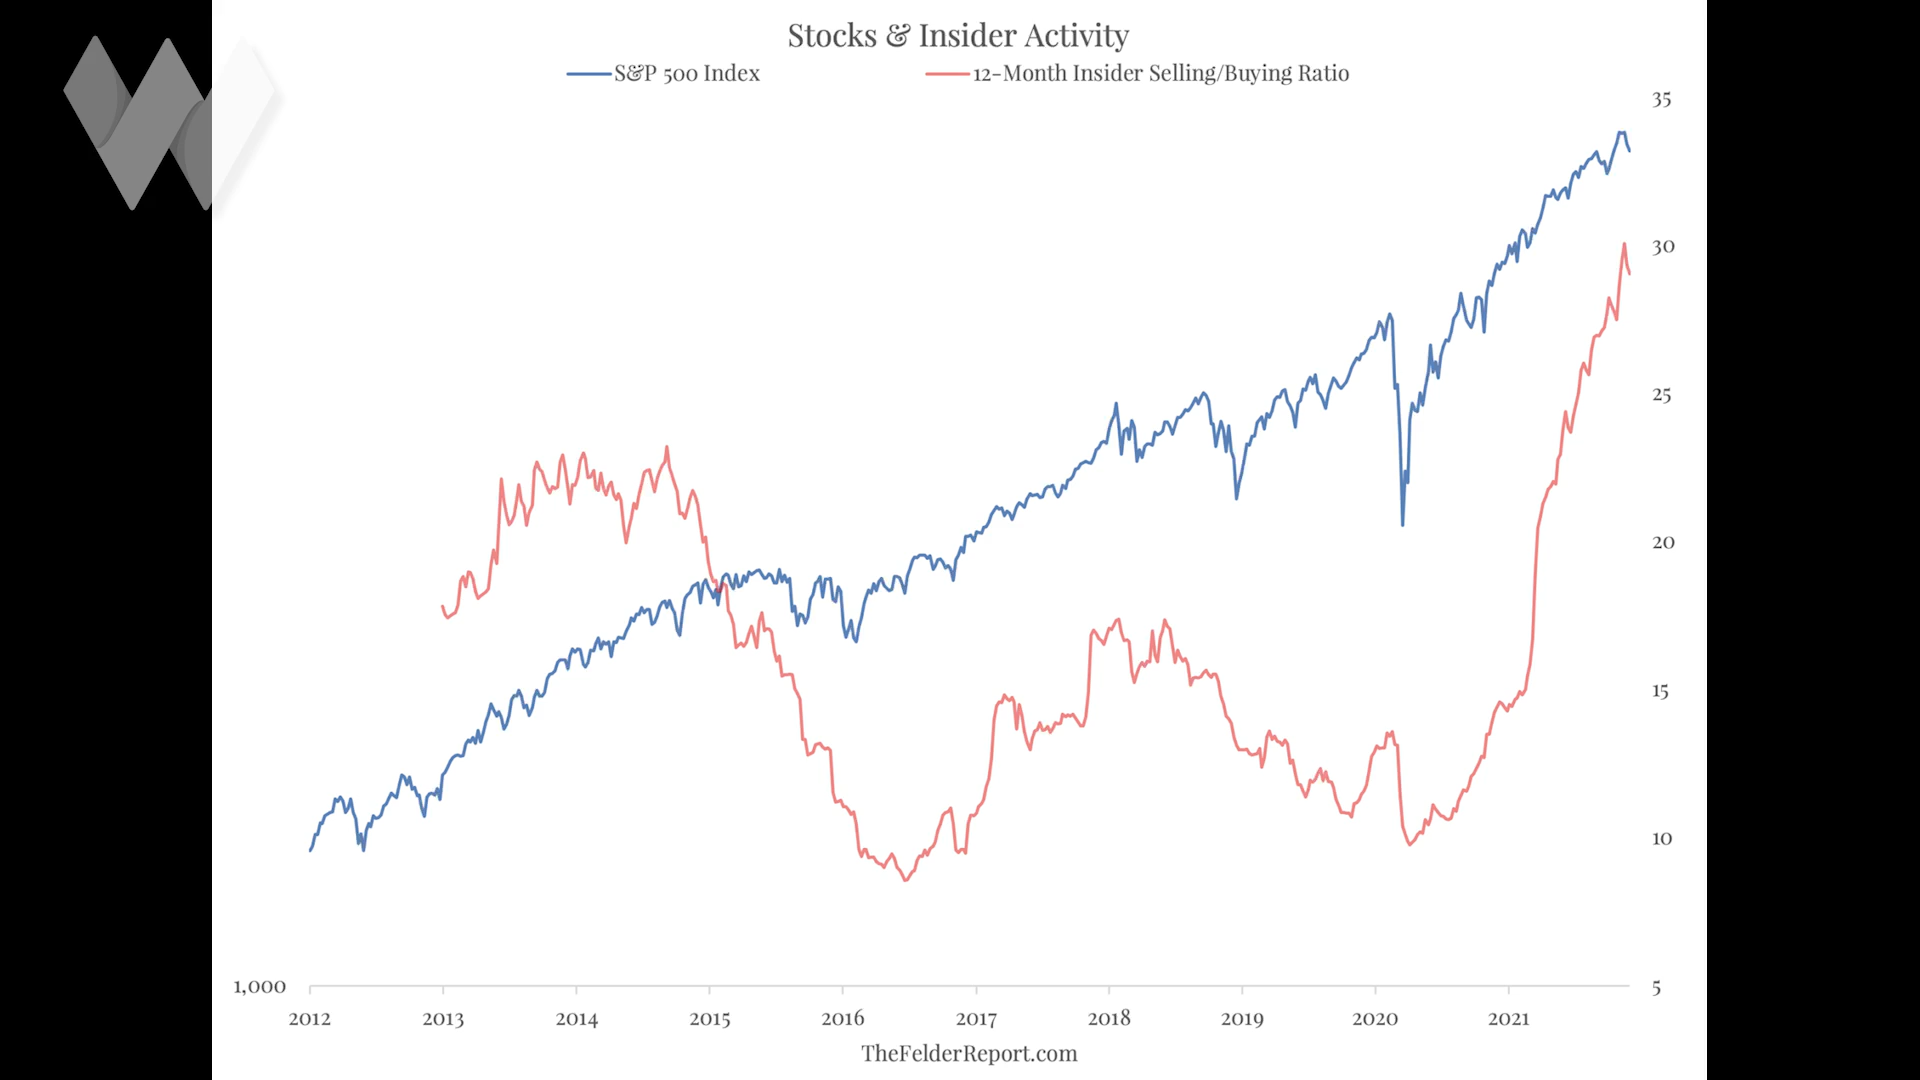 Stocks & Insider Activity
S&P 500 Index
12-Month Insider Selling/Buying Ratio
35
30
25
20
15
10
1,000
5
2012 2013 2014 2015 2016 2017 2018 2019 2020 2021
TheFelderReport.com